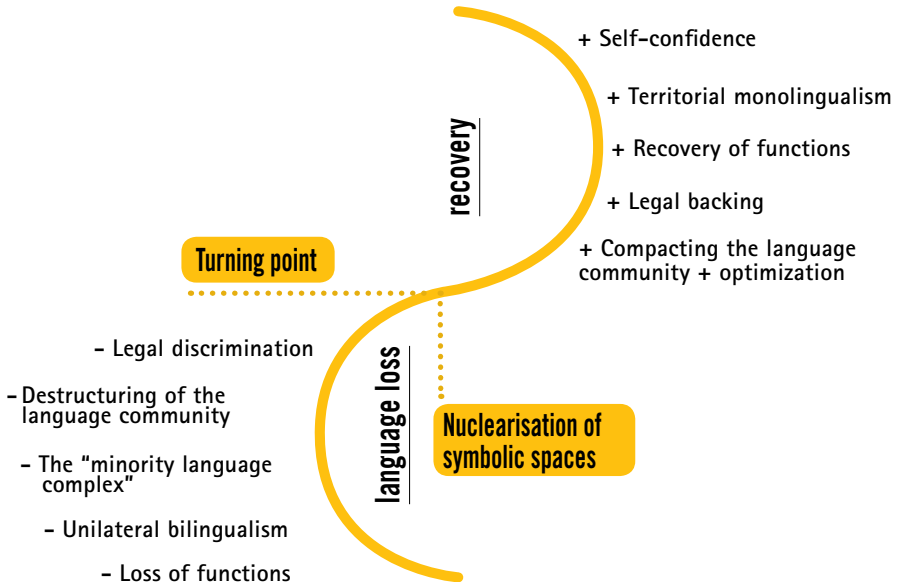 + Self-confidence
+ Territorial monolingualism
recovery
+ Recovery of functions
+ Legal backing
+ Compacting the language
community + optimization
Turning point
- Legal discrimination
language loss
- Destructuring of the
language community
Nuclearisation of
symbolic spaces
- The "minority language
complex"
- Unilateral bilingualism
- Loss of functions